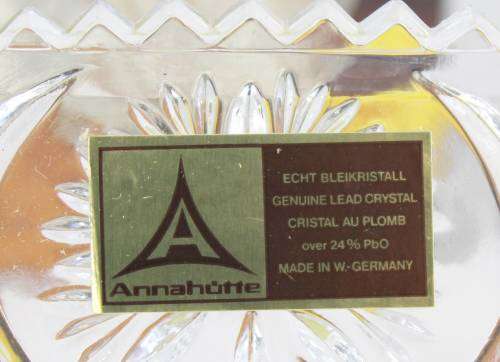 A
Annahütte
ECHT BLEIKRISTALL
GENUINE LEAD CRYSTAL
CRISTAL AU PLOMB
over 24% PbO
MADE IN W.-GERMANY